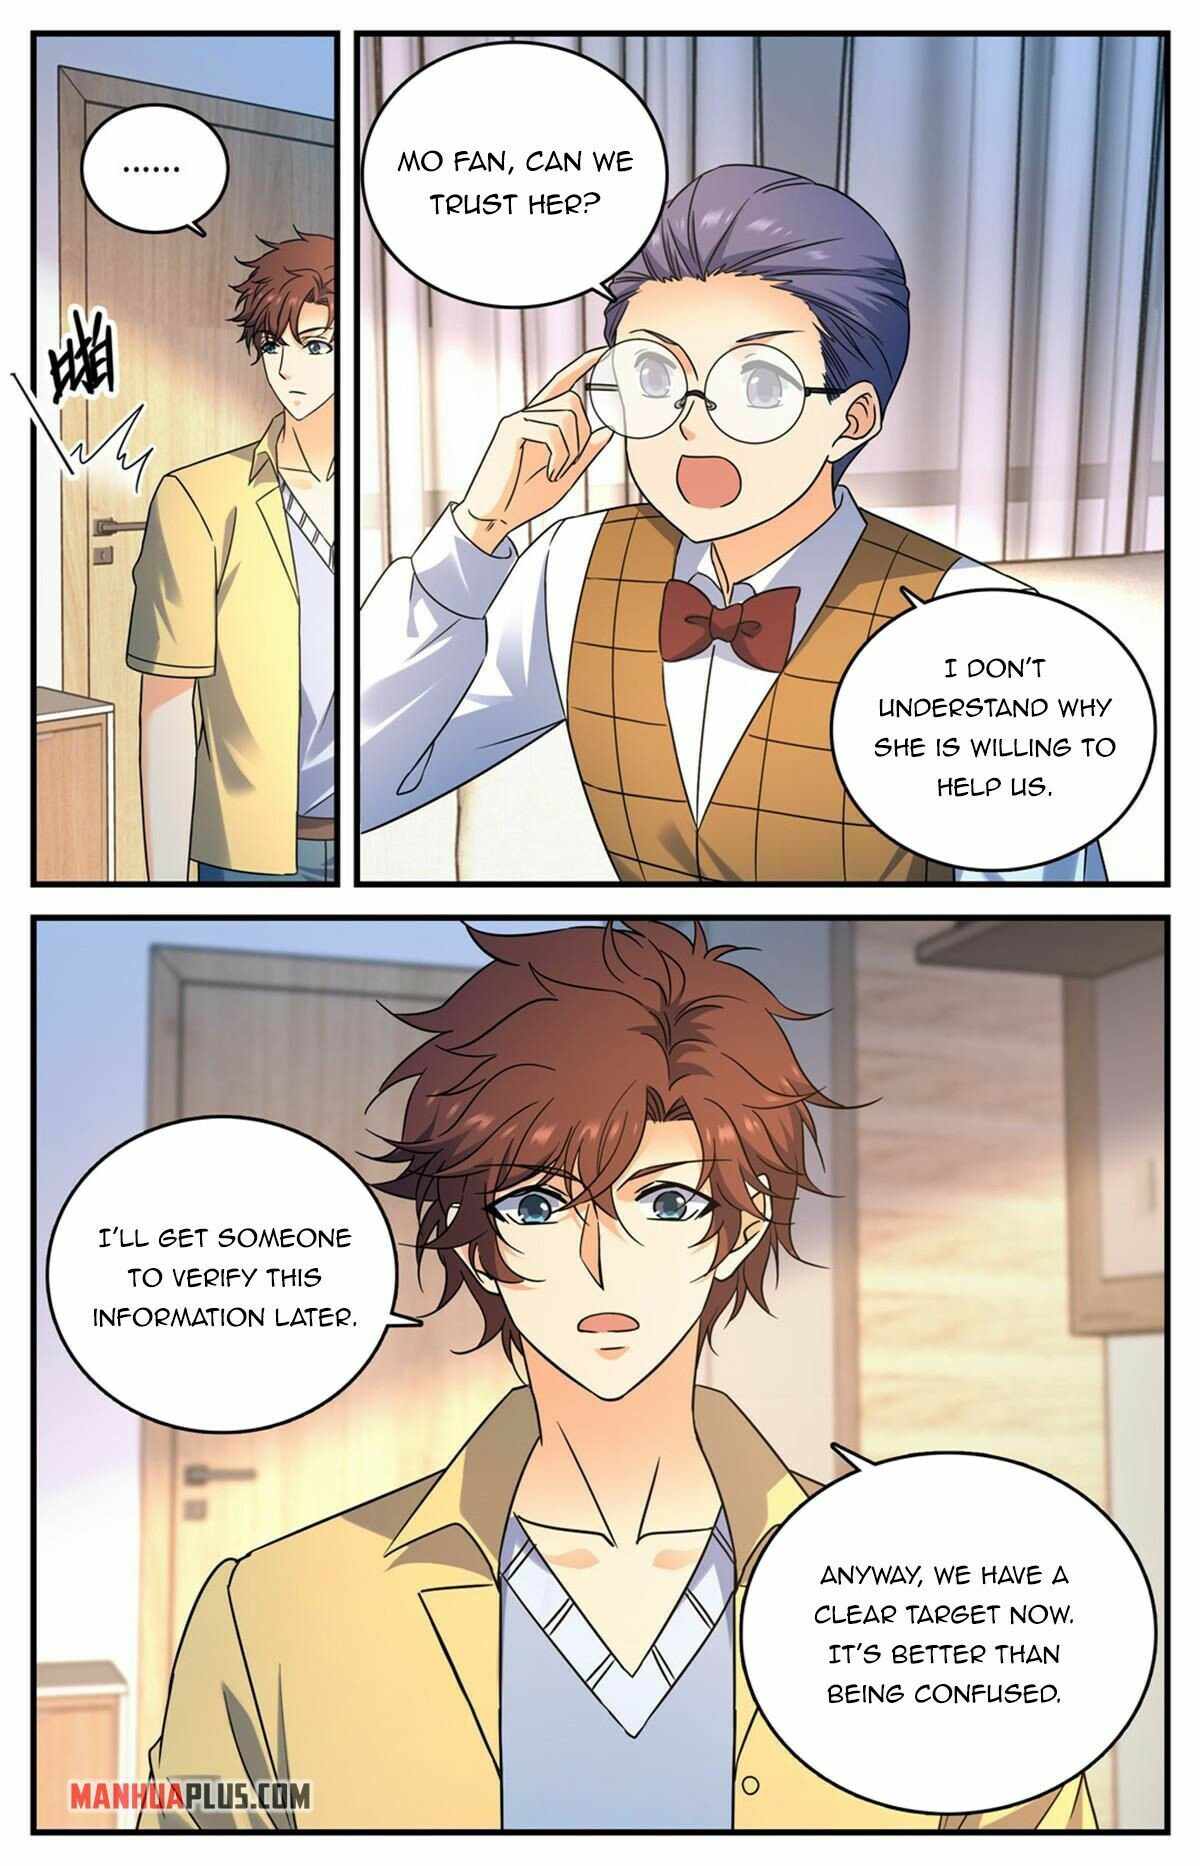 ······
啪
MO FAN, CAN WE
TRUST HER?
I DON'T
UNDERSTAND WHY
SHE IS WILLING TO
HELP US.
I'LL GET SOMEONE
TO VERIFY THIS
INFORMATION LATER.
ANYWAY, WE HAVE A
CLEAR TARGET NOW.
IT'S BETTER THAN
BEING CONFUSED.
MANHUAPLUS.COM